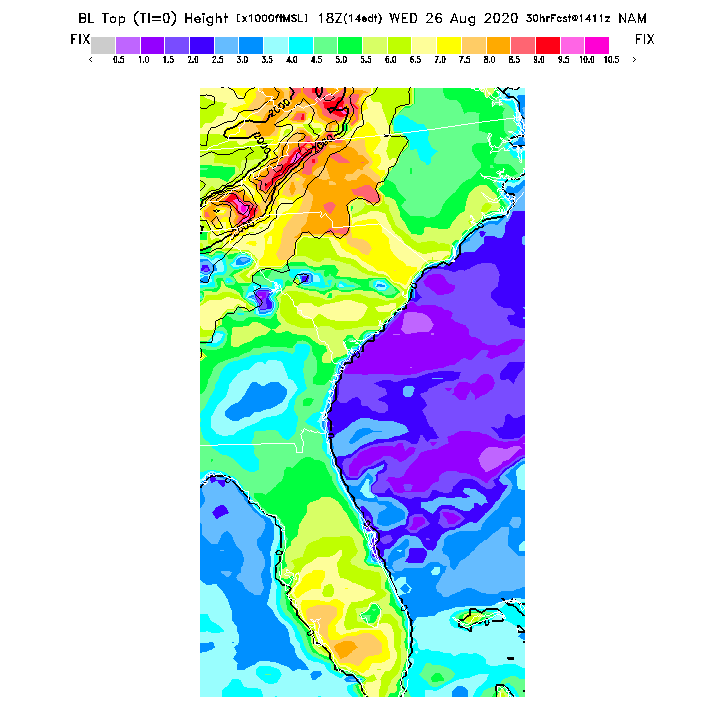 BL Top (TI=0) Height [x1000ftMSL] 18Z(14edt) WED 26 Aug 2020 30hrFcst@1411z NAM
FIX FIX
< 0.5 1.0 1.5 2.0 2.5 3.0 3.5 4.0 4.5 5.0 5.5 6.0 6.5 7.0 7.5 8.0 8.5 9.0 9.5 10.0 10.5 >
2000
2000